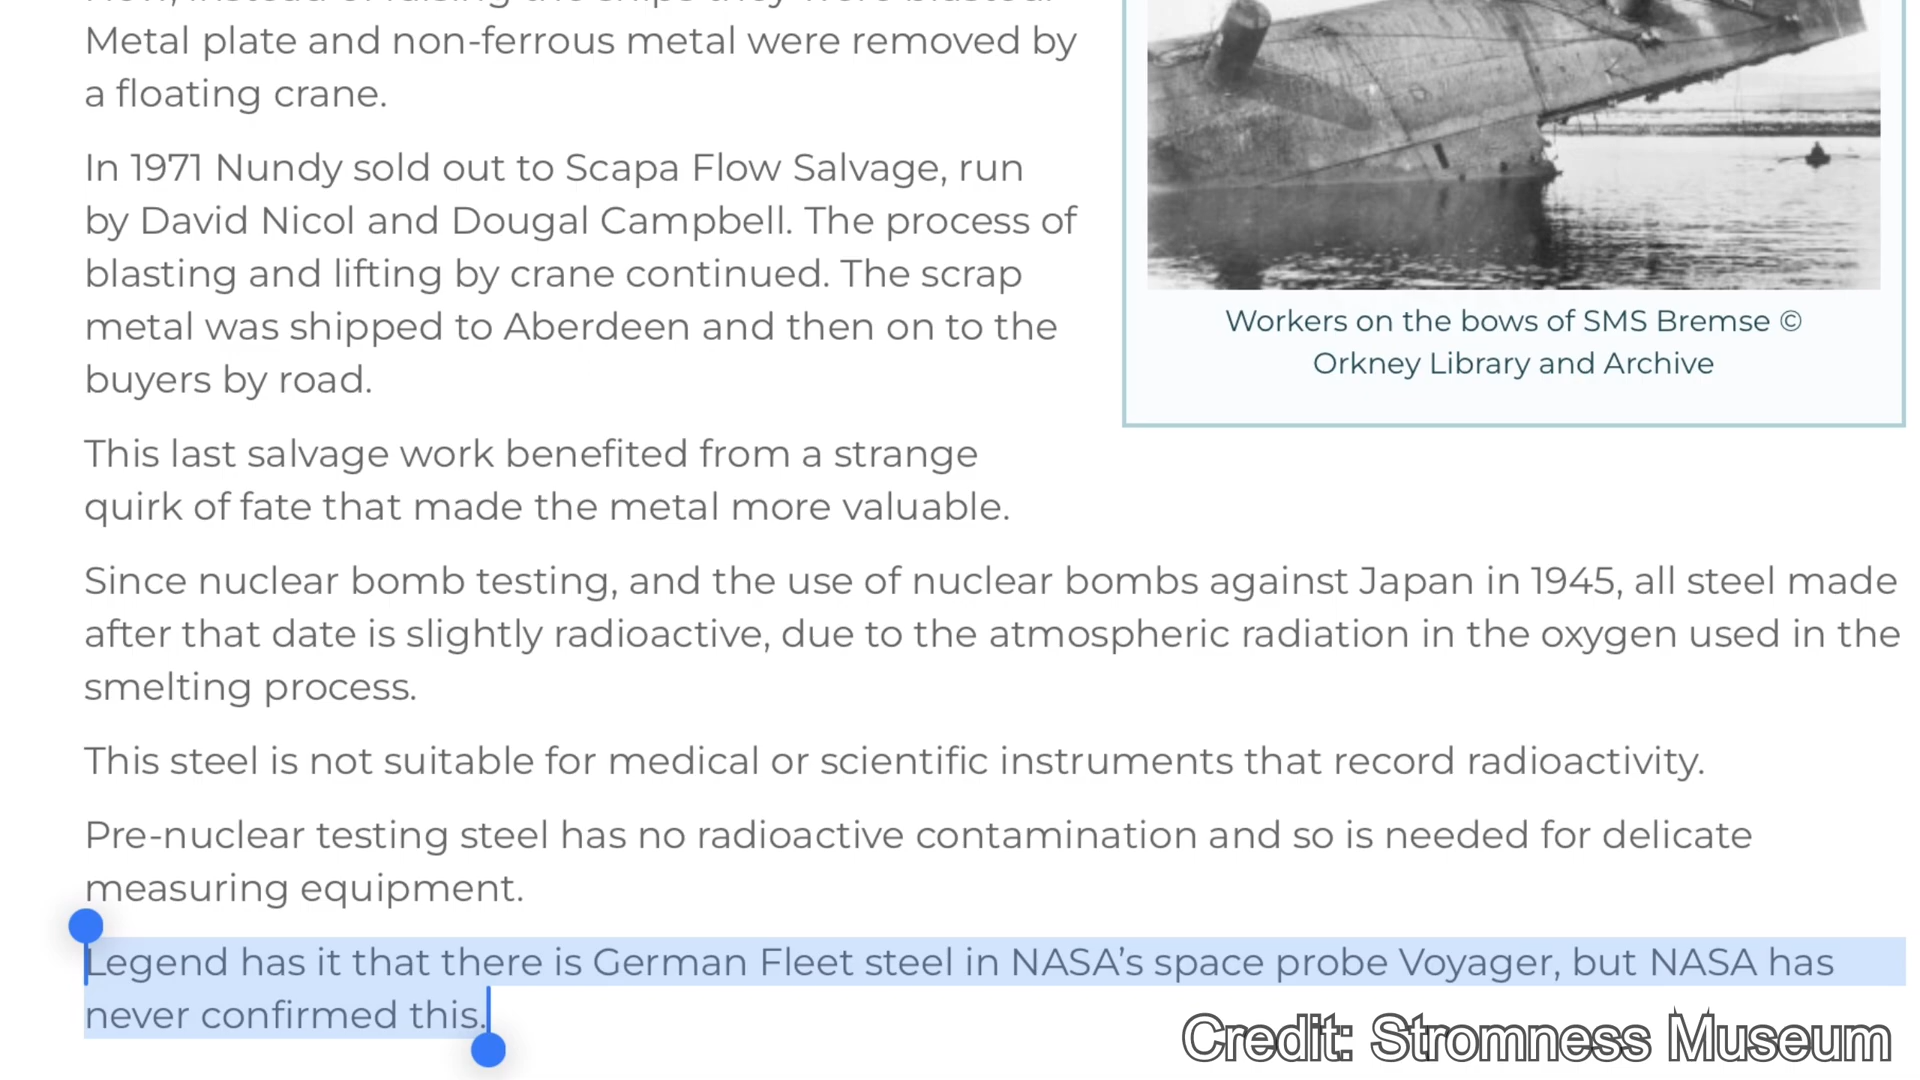 Metal plate and non-ferrous metal were removed by
a floating crane.
In 1971 Nundy sold out to Scapa Flow Salvage, run
by David Nicol and Dougal Campbell. The process of
blasting and lifting by crane continued. The scrap
metal was shipped to Aberdeen and then on to the
buyers by road.
This last salvage work benefited from a strange
quirk of fate that made the metal more valuable.
Since nuclear bomb testing, and the use of nuclear bombs against Japan in 1945, all steel made
after that date is slightly radioactive, due to the atmospheric radiation in the oxygen used in the
smelting process.
This steel is not suitable for medical or scientific instruments that record radioactivity.
Pre-nuclear testing steel has no radioactive contamination and so is needed for delicate
measuring equipment.
Legend has it that there is German Fleet steel in NASA’s space probe Voyager, but NASA has
never confirmed this.
Workers on the bows of SMS Bremse ©
Orkney Library and Archive
Credit: Stromness Museum